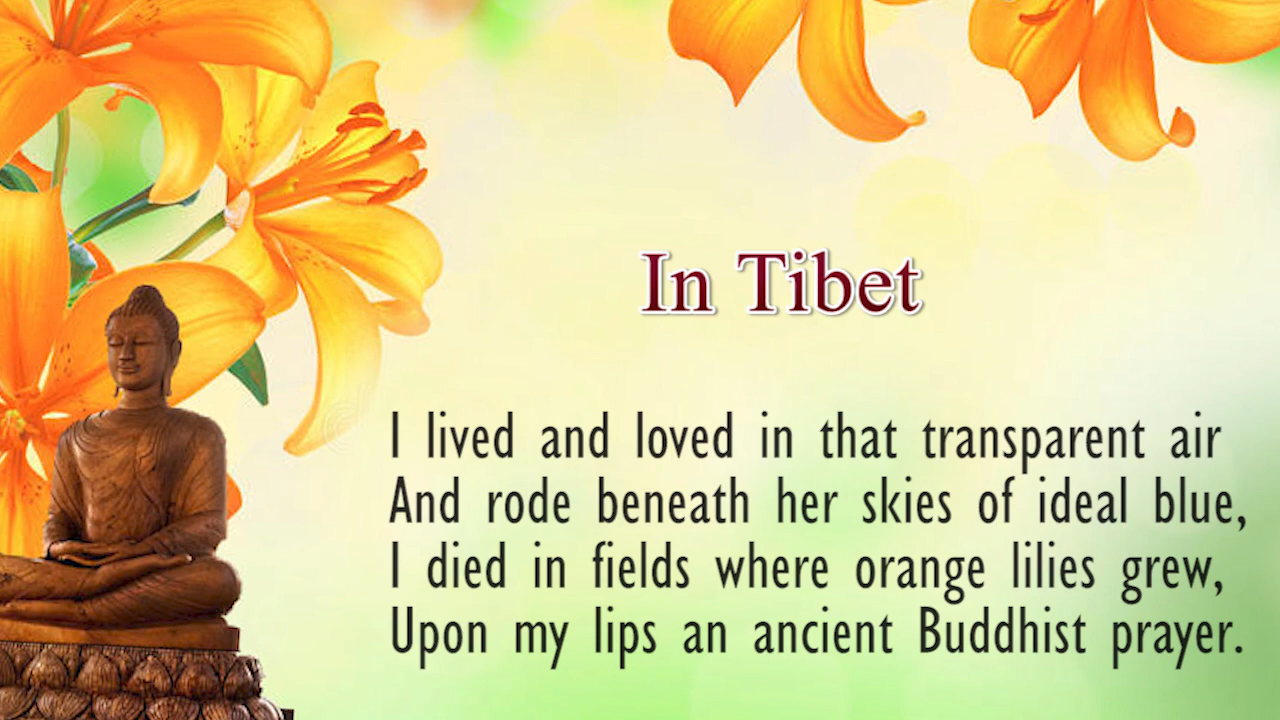 In Tibet
I lived and loved in that transparent air
And rode beneath her skies of ideal blue,
I died in fields where orange lilies grew,
Upon my lips an ancient Buddhist prayer.